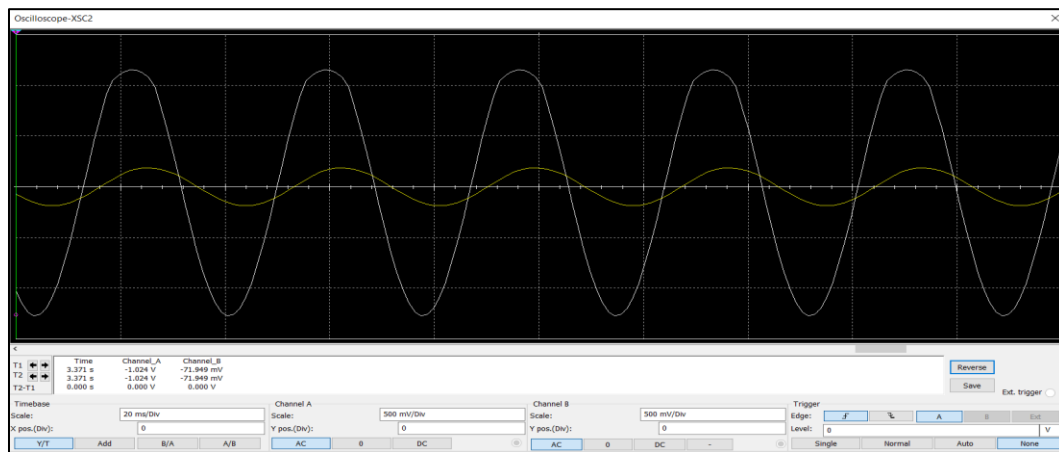 Oscilloscope-XSC2
Time Channel_A Channel_B
T1 3.371 s -1.024 V -71.949 mV
T2 3.371 s -1.024 V -71.949 mV
T2-T1 0.000 s 0.000 V 0.000 V
Reverse
Save
Ext. trigger
Timebase
Scale: 20 ms/Div
X pos.(Div): 0
Y/T Add B/A A/B
Channel A
Scale: 500 mV/Div
Y pos.(Div): 0
AC 0 DC
Channel B
Scale: 500 mV/Div
Y pos.(Div): 0
AC 0 DC -
Trigger
Edge: A B Ext
Level: 0 V
Single Normal Auto None